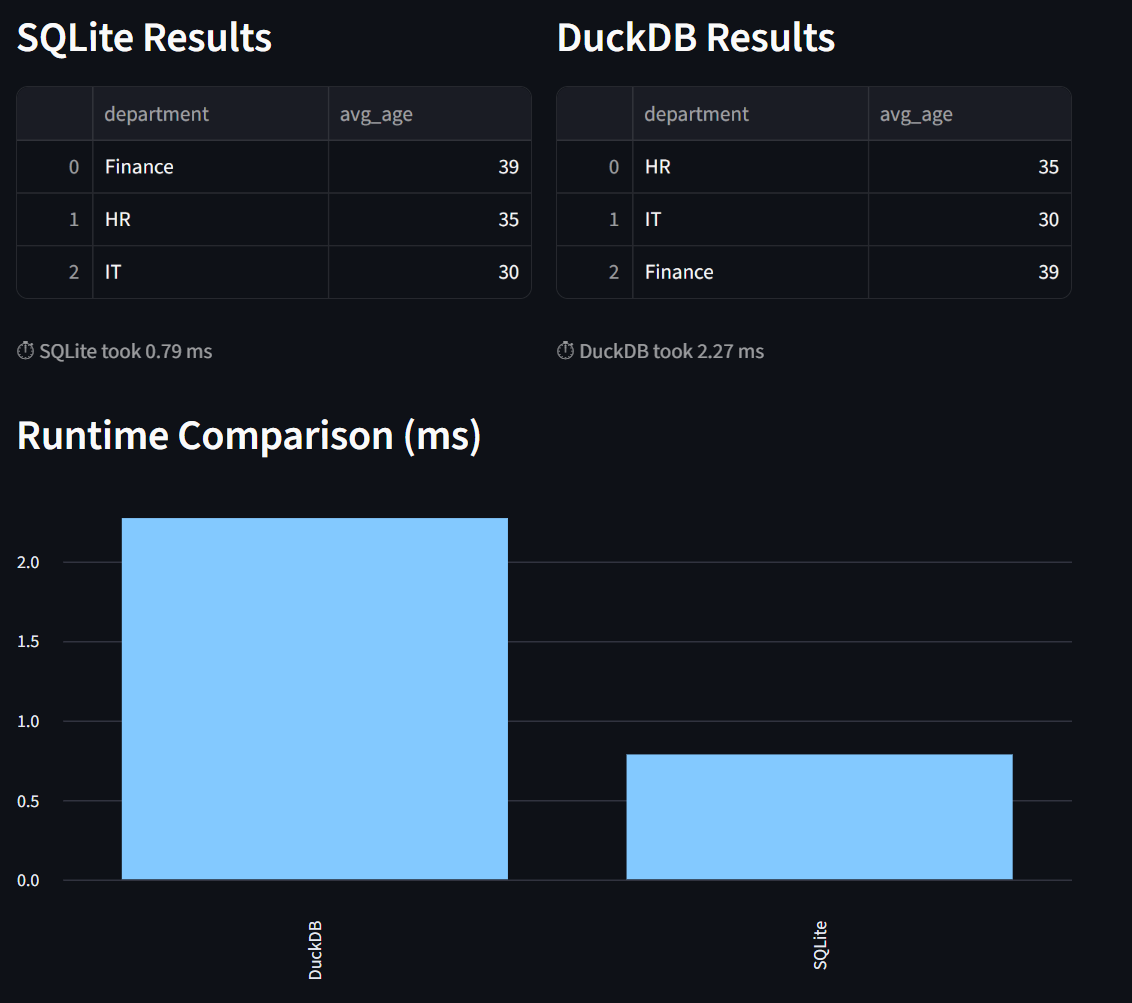 SQLite Results
department avg_age
0 Finance 39
1 HR 35
2 IT 30
⏱ SQLite took 0.79 ms
DuckDB Results
department avg_age
0 HR 35
1 IT 30
2 Finance 39
⏱ DuckDB took 2.27 ms
Runtime Comparison (ms)
2.0
1.5
1.0
0.5
0.0
DuckDB
SQLite